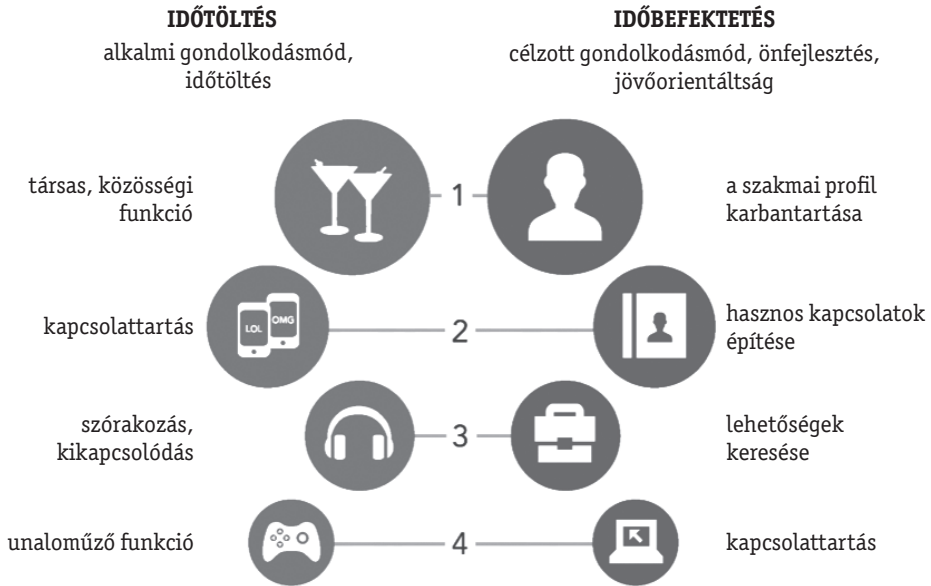 IDŐTÖLTÉS
alkalmi gondolkodásmód,
időtöltés
IDŐBEFEKTETÉS
célzott gondolkodásmód, önfejlesztés,
jövőorientáltság
társas, közösségi
funkció
1
a szakmai profil
karbantartása
kapcsolattartás
LOL
OMG
2
hasznos kapcsolatok
építése
szórakozás,
kikapcsolódás
3
lehetőségek
keresése
unaloműző funkció
4
kapcsolattartás